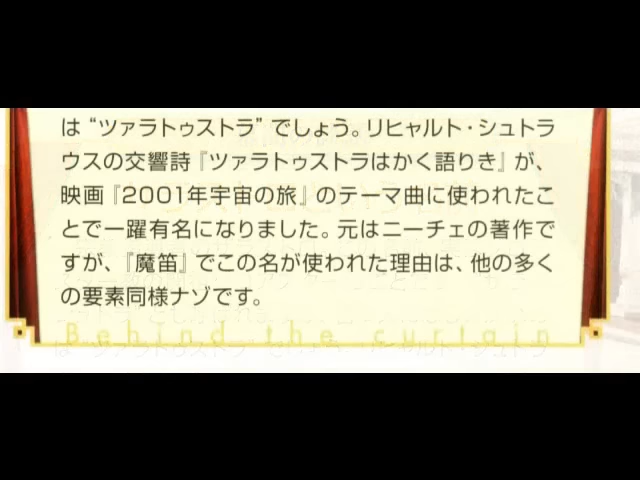 は“ツァラトゥストラ”でしょう。リヒャルト・シュトラ
ウスの交響詩『ツァラトゥストラはかく語りき』が、
映画『2001年宇宙の旅』のテーマ曲に使われたこ
とで一躍有名になりました。元はニーチェの著作で
すが、『魔笛』でこの名が使われた理由は、他の多く
の要素同様ナゾです。
Behind the curtain